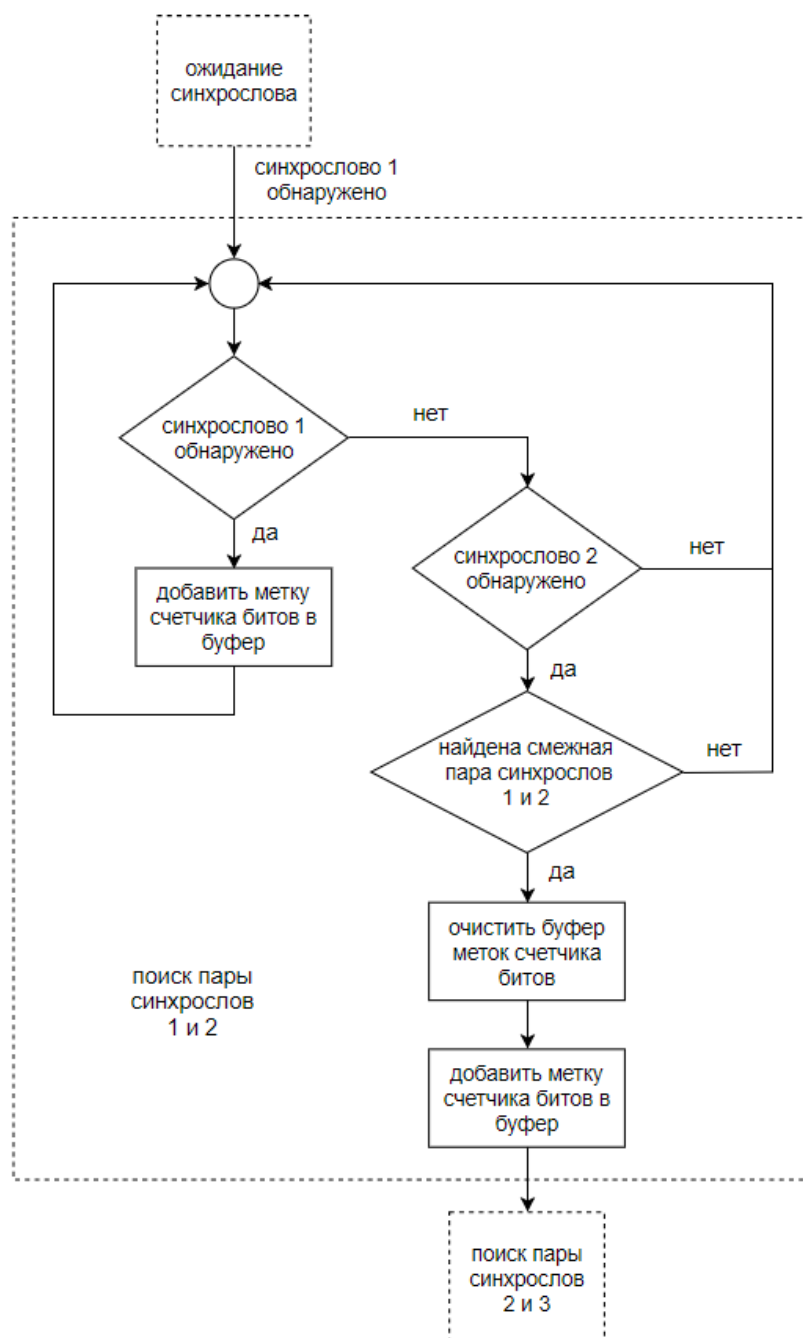 ожидание
синхрослова
синхрослово 1
обнаружено
синхрослово 1
обнаружено
нет
да
добавить метку
счетчика битов в
буфер
синхрослово 2
обнаружено
нет
да
найдена смежная
пара синхрослов
1 и 2
нет
да
очистить буфер
меток счетчика
битов
поиск пары
синхрослов
1 и 2
добавить метку
счетчика битов в
буфер
поиск пары
синхрослов
2 и 3